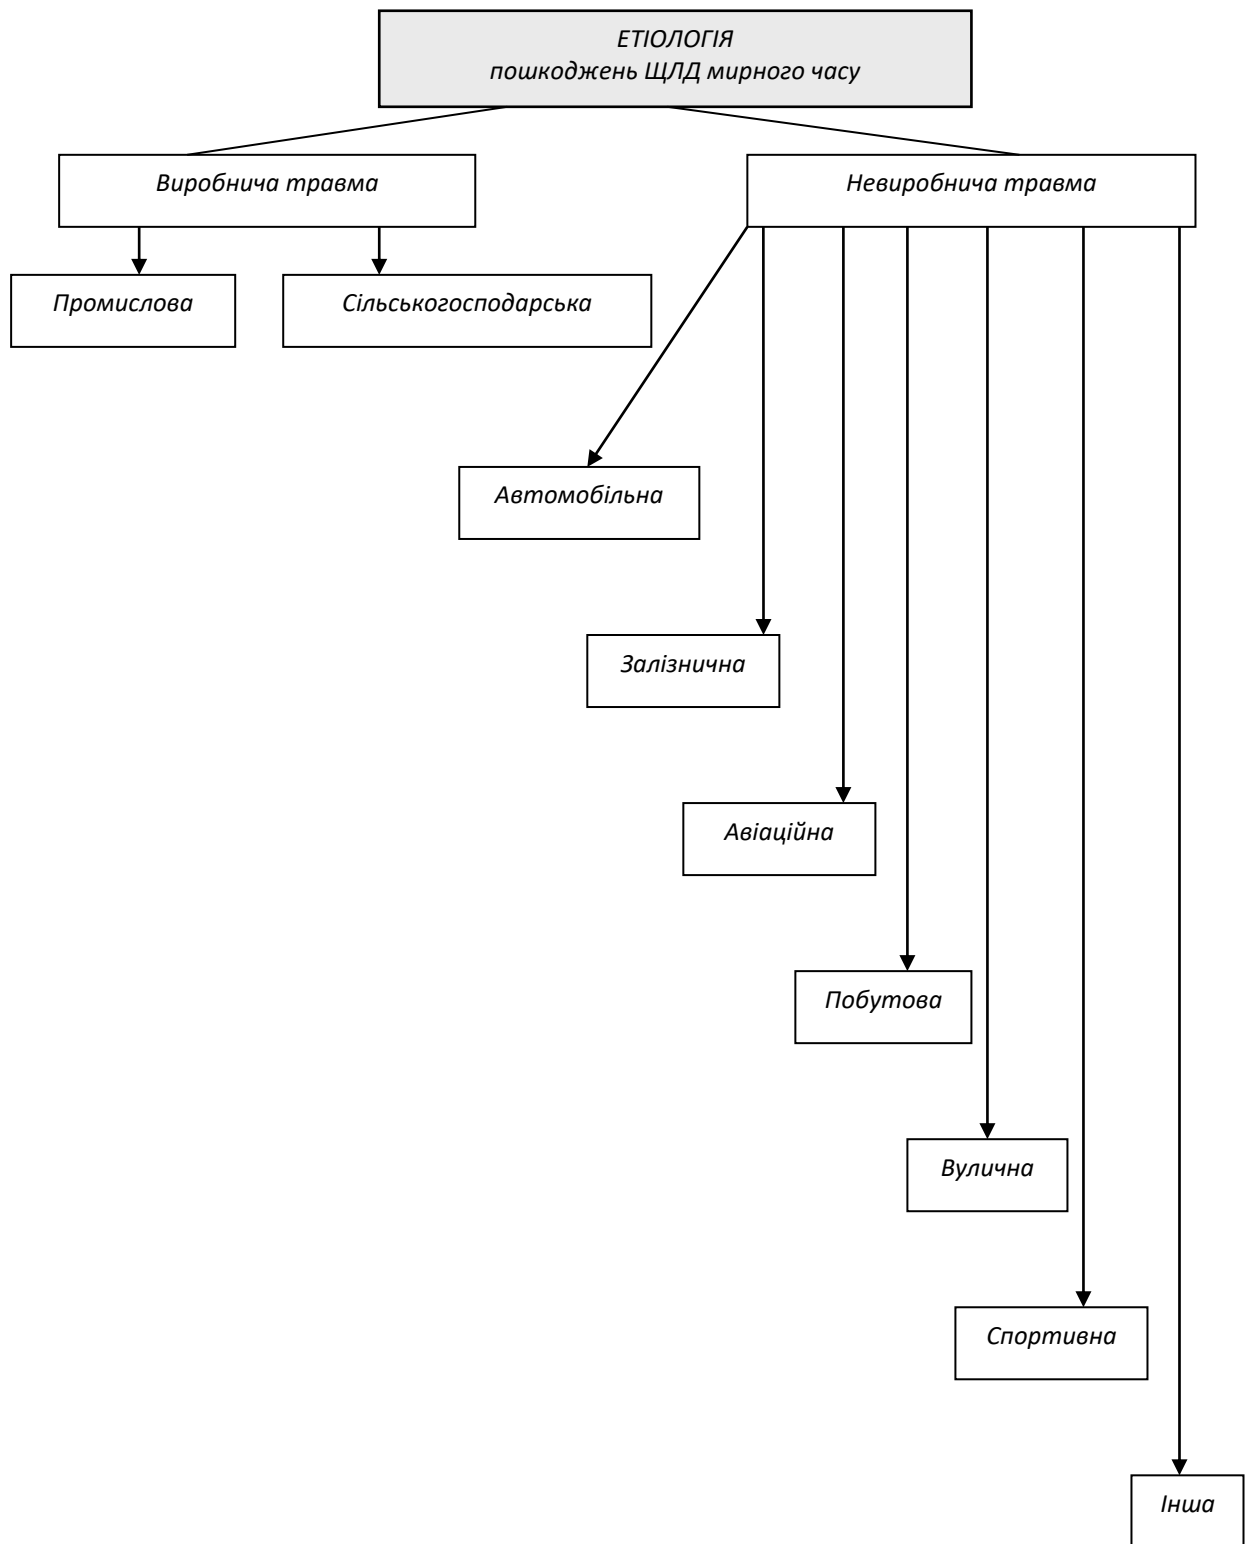 ЕТІОЛОГІЯ
пошкоджень ЩЛД мирного часу
Виробнича травма
Невиробнича травма
Промислова
Сільськогосподарська
Автомобільна
Залізнична
Авіаційна
Побутова
Вулична
Спортивна
Інша